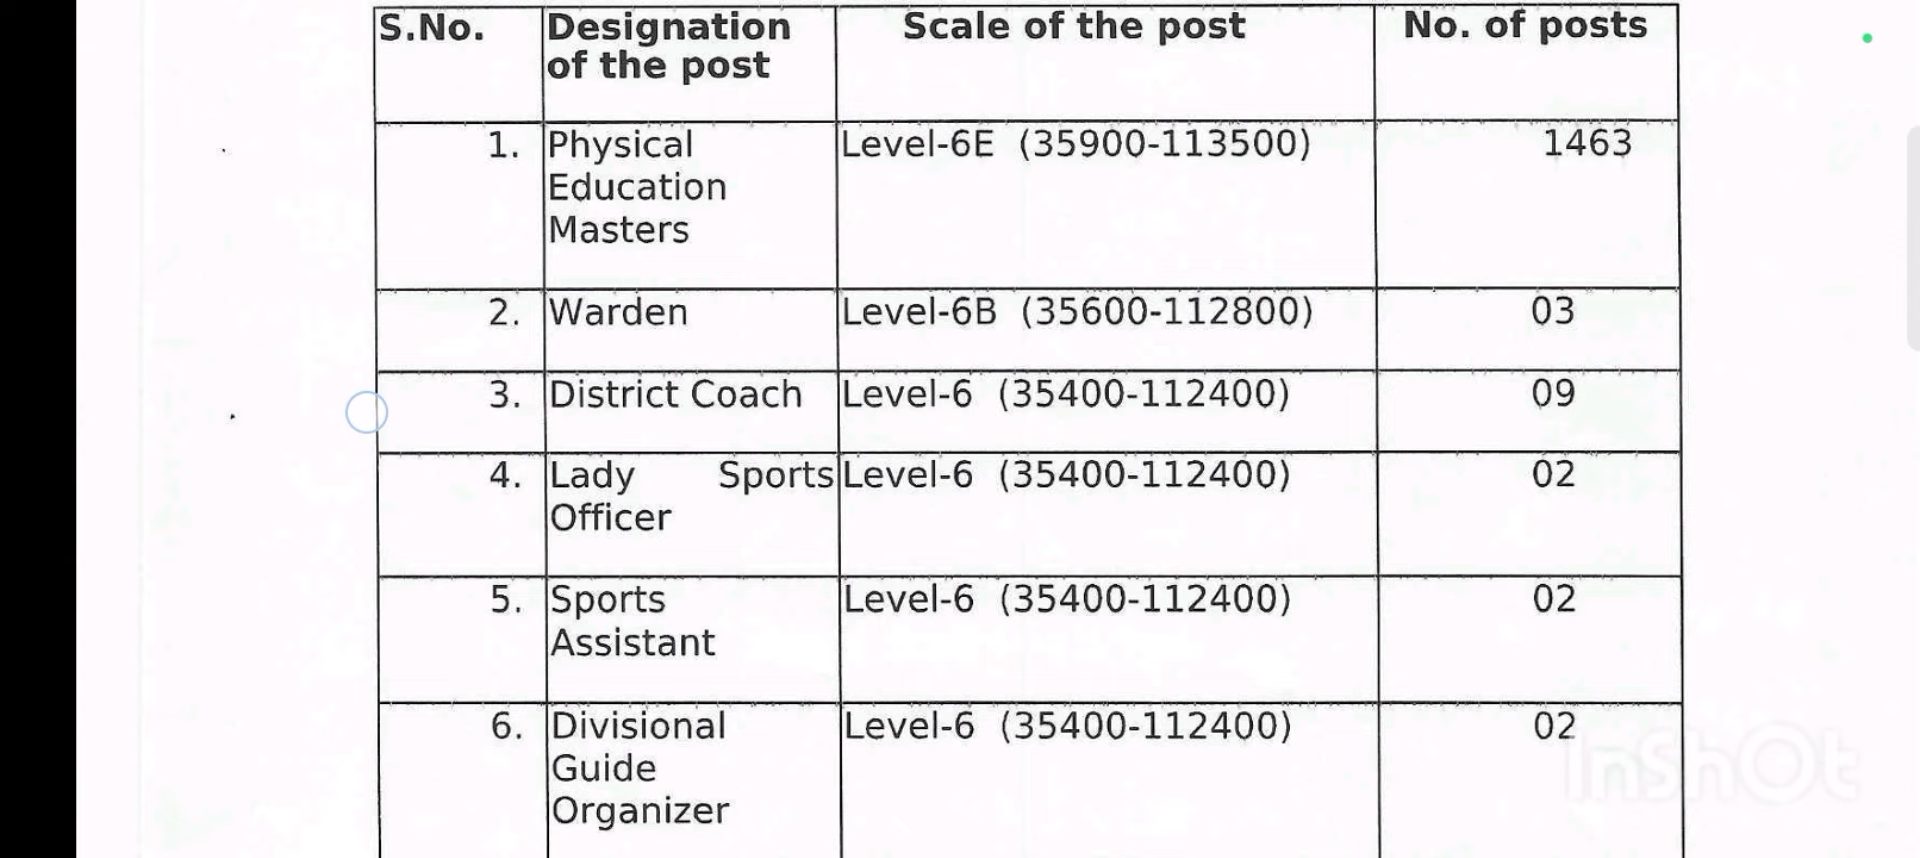 S.No. Designation of the post Scale of the post No. of posts
1. Physical Education Masters Level-6E (35900-113500) 1463
2. Warden Level-6B (35600-112800) 03
3. District Coach Level-6 (35400-112400) 09
4. Lady Sports Officer Level-6 (35400-112400) 02
5. Sports Assistant Level-6 (35400-112400) 02
6. Divisional Guide Organizer Level-6 (35400-112400) 02
InShOt